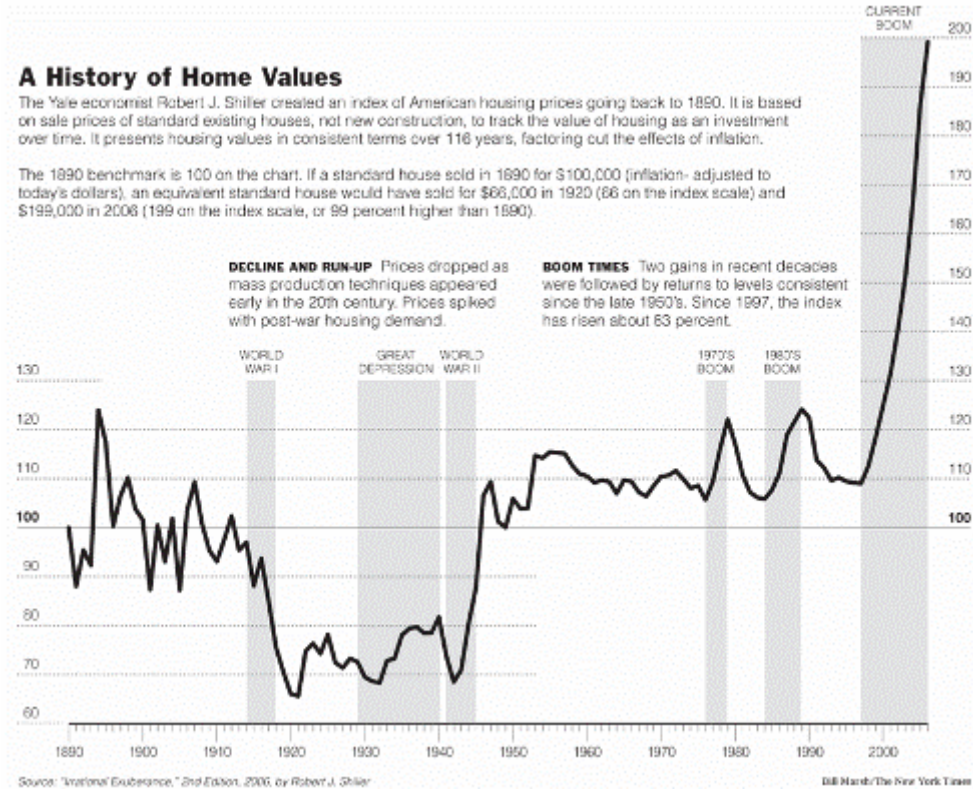 CURRENT
BOOM
200
A History of Home Values
The Yale economist Robert J. Shiller created an index of American housing prices going back to 1890. It is based
on sale prices of standard existing houses, not new construction, to track the value of housing as an investment
over time. It presents housing values in consistent terms over 116 years, factoring out the effects of inflation.
The 1890 benchmark is 100 on the chart. If a standard house sold in 1890 for $100,000 (inflation- adjusted to
today's dollars), an equivalent standard house would have sold for $66,000 in 1920 (66 on the index scale) and
$199,000 in 2006 (199 on the index scale, or 99 percent higher than 1890).
190
180
170
160
150
140
130
120
110
100
DECLINE AND RUN-UP Prices dropped as
mass production techniques appeared
early in the 20th century. Prices spiked
with post-war housing demand.
BOOM TIMES Two gains in recent decades
were followed by returns to levels consistent
since the late 1950's. Since 1997, the index
has risen about 83 percent.
WORLD
WAR I
GREAT
DEPRESSION
WORLD
WAR II
1970'S
BOOM
1980'S
BOOM
130
120
110
100
90
80
70
60
1890 1900 1910 1920 1930 1940 1950 1960 1970 1980 1990 2000
Source: "Irrational Exuberance," 2nd Edition, 2006, by Robert J. Shiller
Bill Marsh/The New York Times